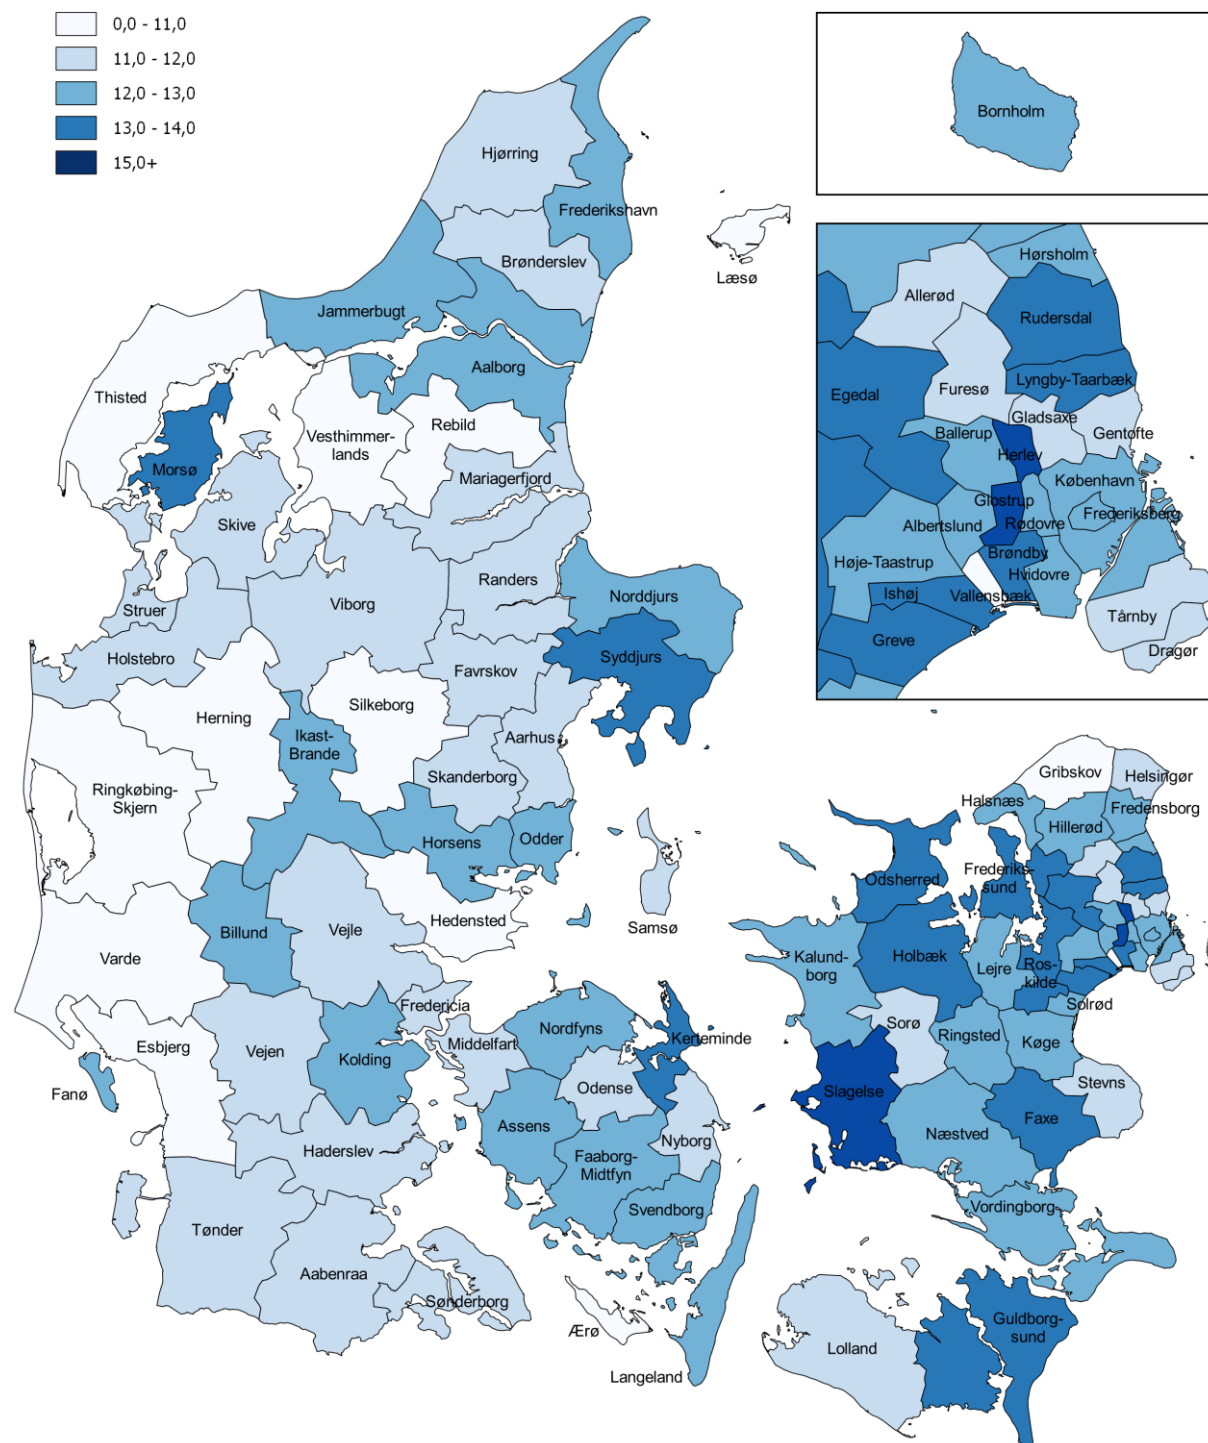 0,0 - 11,0
11,0 - 12,0
12,0 - 13,0
13,0 - 14,0
15,0+
Hjørring
Frederikshavn
Brønderslev
Læsø
Jammerbugt
Aalborg
Thisted
Vesthimmer-
lands
Rebild
Morsø
Mariagerfjord
Skive
Randers
Norddjurs
Struer
Viborg
Holstebro
Favrskov
Syddjurs
Herning
Silkeborg
Ikast-
Brande
Aarhus
Skanderborg
Ringkøbing-
Skjern
Horsens
Odder
Hedensted
Samsø
Billund
Vejle
Varde
Fredericia
Esbjerg
Vejen
Kolding
Fanø
Middelfart
Nordfyns
Kerteminde
Odense
Assens
Nyborg
Haderslev
Faaborg-
Midtfyn
Svendborg
Tønder
Aabenraa
Sønderborg
Ærø
Langeland
Bornholm
Hørsholm
Allerød
Rudersdal
Egedal
Furesø
Lyngby-Taarbæk
Gladsaxe
Ballerup
Gentofte
Herlev
København
Glostrup
Frederiksberg
Albertslund
Rødovre
Høje-Taastrup
Brøndby
Hvidovre
Ishøj
Vallensbæk
Greve
Tårnby
Dragør
Gribskov
Helsingør
Halsnæs
Fredensborg
Hillerød
Odsherred
Frederiks-
sund
Kalund-
borg
Holbæk
Lejre
Ros-
kilde
Solrød
Sorø
Ringsted
Køge
Slagelse
Stevns
Faxe
Næstved
Vordingborg
Guldborg-
sund
Lolland